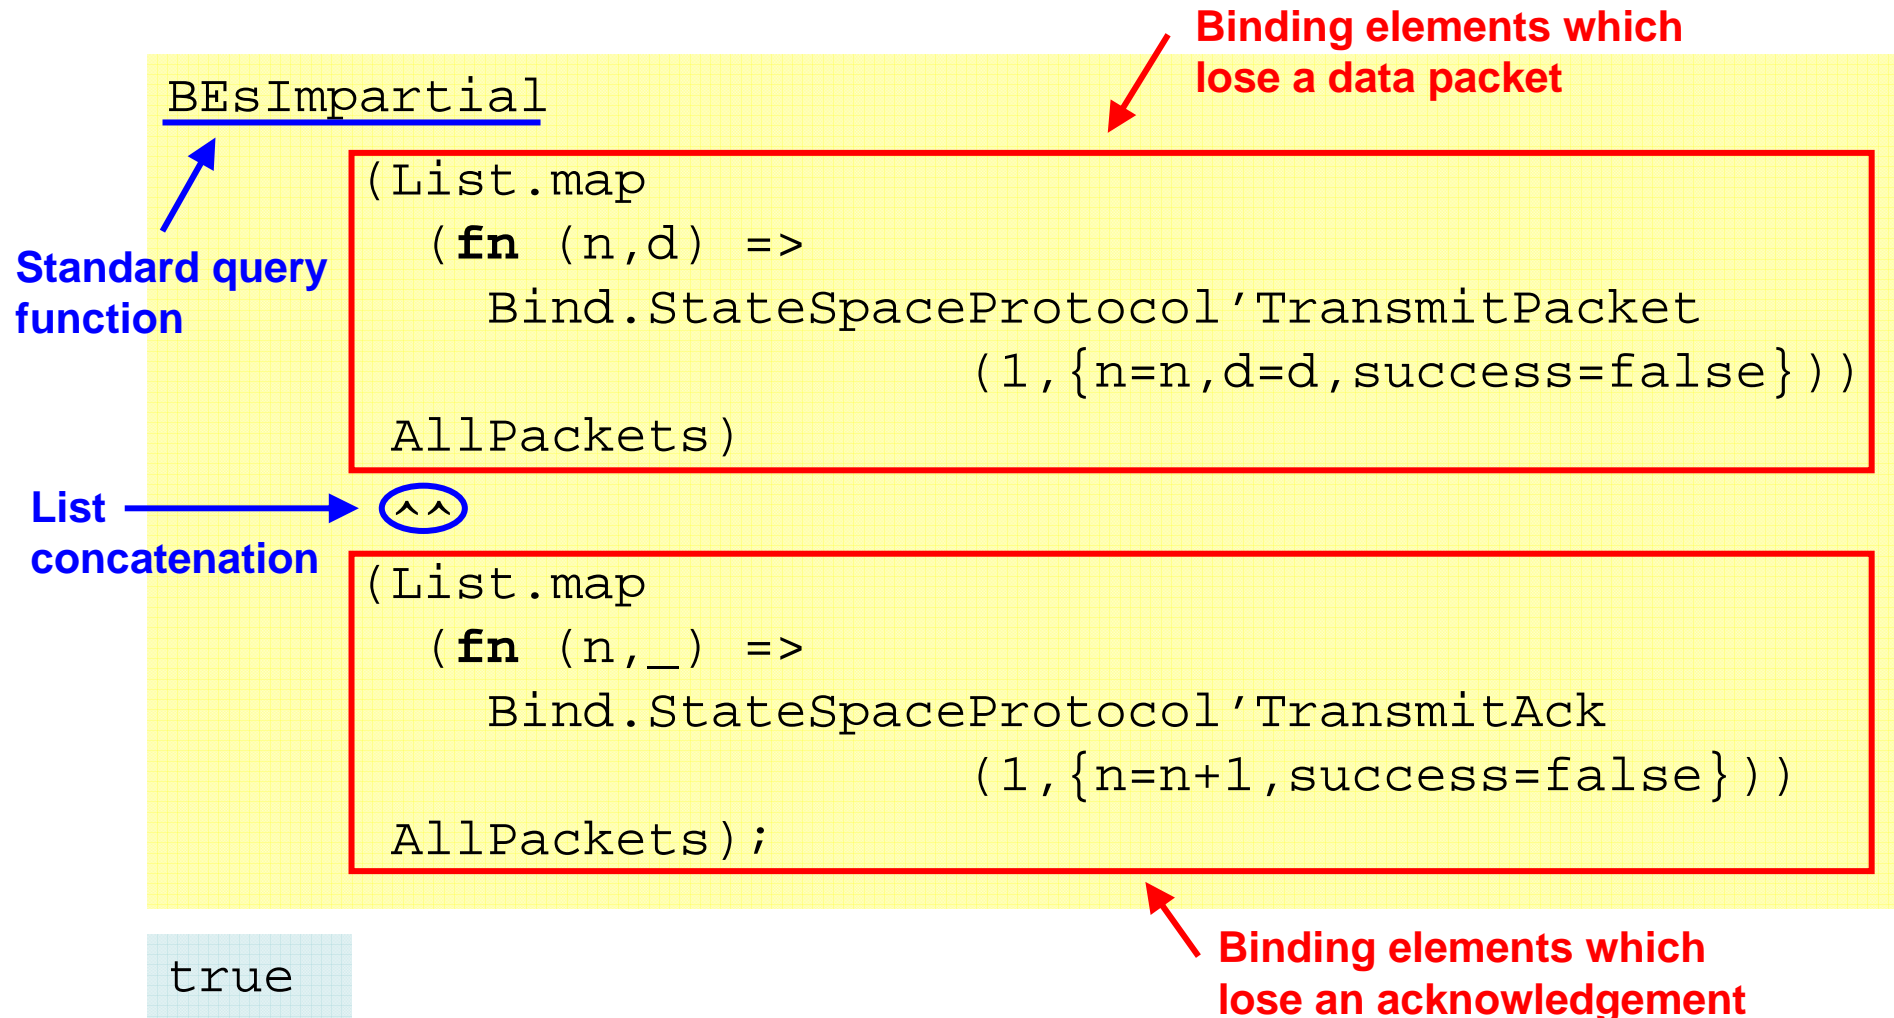 Binding elements which
lose a data packet
BEsImpartial
(List.map
(fn (n,d) =>
Standard query
function
Bind.StateSpaceProtocol’TransmitPacket
(1,{n=n,d=d,success=false}))
AllPackets)
List
concatenation
^^
(List.map
(fn (n,_) =>
Bind.StateSpaceProtocol’TransmitAck
(1,{n=n+1,success=false}))
AllPackets);
true
Binding elements which
lose an acknowledgement